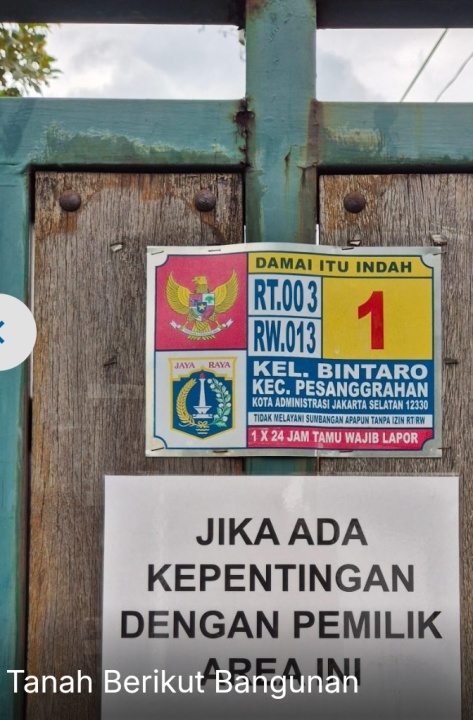 DAMAI ITU INDAH
RT.003
RW.013
1
JAYA RAYA
KEL. BINTARO
KEC. PESANGGRAHAN
KOTA ADMINISTRASI JAKARTA SELATAN 12330
TIDAK MELAYANI SUMBANGAN APAPUN TANPA IZIN RT/RW
1 X 24 JAM TAMU WAJIB LAPOR
JIKA ADA
KEPENTINGAN
DENGAN PEMILIK
AREA INI
Tanah Berikut Bangunan